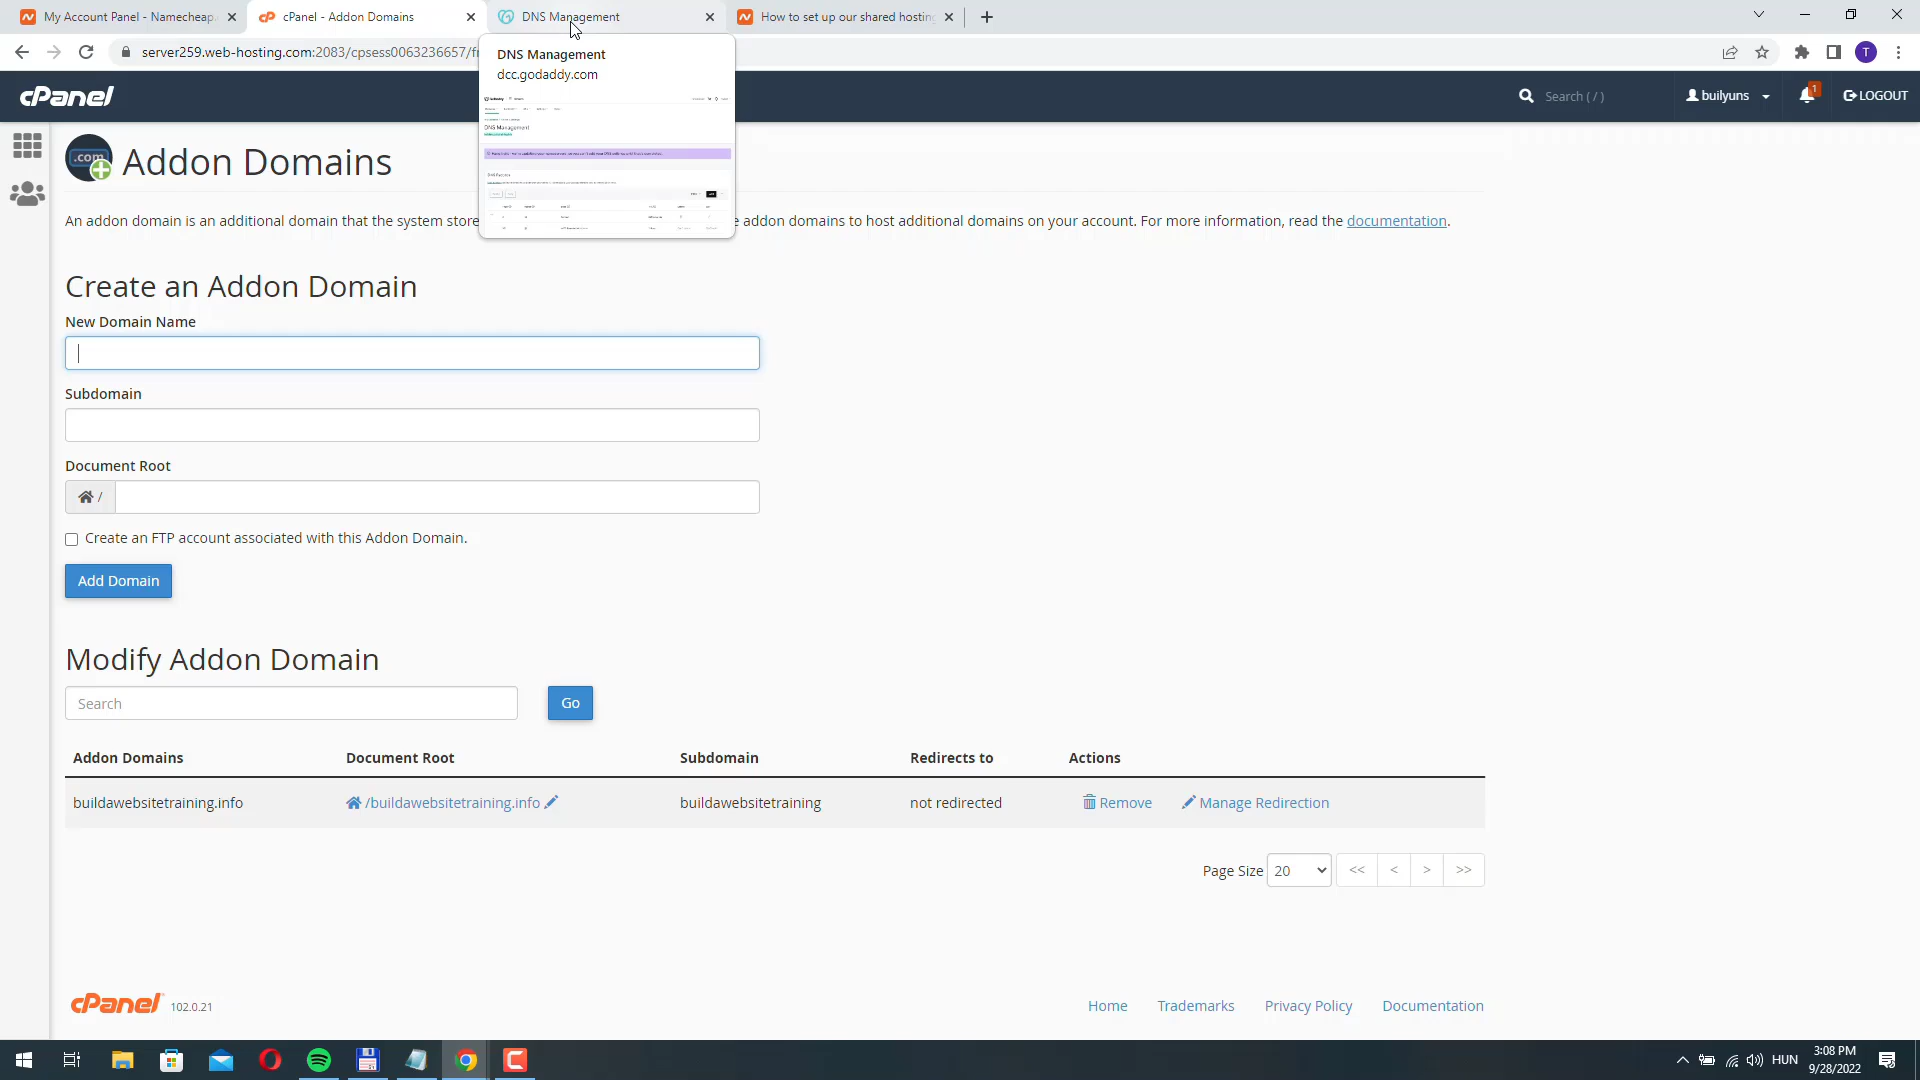 My Account Panel - Namecheap.
cPanel - Addon Domains
DNS Management
How to set up our shared hosting
server259.web-hosting.com:2083/cpsess0063236657/f
T
DNS Management
dcc.godaddy.com
DNS Management
cPanel
Search ( / )
builyuns
1
LOGOUT
.com
Addon Domains
An addon domain is an additional domain that the system store
e addon domains to host additional domains on your account. For more information, read the documentation.
Create an Addon Domain
New Domain Name
Subdomain
Document Root
/
Create an FTP account associated with this Addon Domain.
Add Domain
Modify Addon Domain
Search
Go
Addon Domains
Document Root
Subdomain
Redirects to
Actions
buildawebsitetraining.info
/buildawebsitetraining.info
buildawebsitetraining
not redirected
Remove
Manage Redirection
Page Size
20
<<
<
>
>>
cPanel 102.0.21
Home
Trademarks
Privacy Policy
Documentation
HUN
3:08 PM
9/28/2022